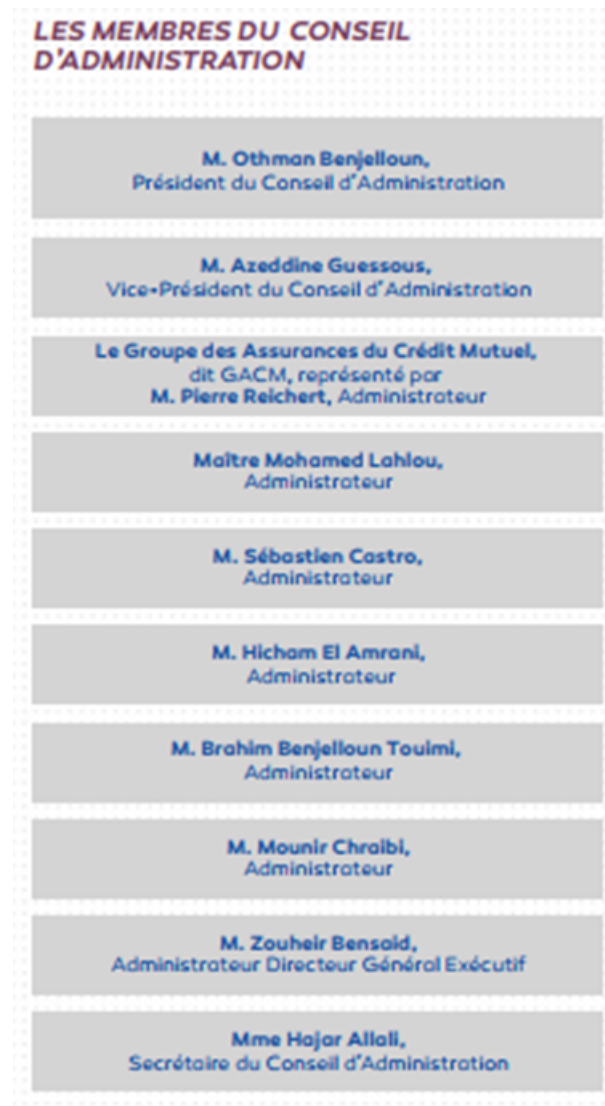 LES MEMBRES DU CONSEIL
D'ADMINISTRATION
M. Othman Benjelloun,
Président du Conseil d'Administration
M. Azeddine Guessous,
Vice-Président du Conseil d'Administration
Le Groupe des Assurances du Crédit Mutuel,
dit GACM, représenté par
M. Pierre Reichert, Administrateur
Maître Mohamed Lahlou,
Administrateur
M. Sébastien Castro,
Administrateur
M. Hicham El Amrani,
Administrateur
M. Brahim Benjelloun Touimi,
Administrateur
M. Mounir Chraibi,
Administrateur
M. Zouheir Bensaid,
Administrateur Directeur Général Exécutif
Mme Hajar Allali,
Secrétaire du Conseil d'Administration